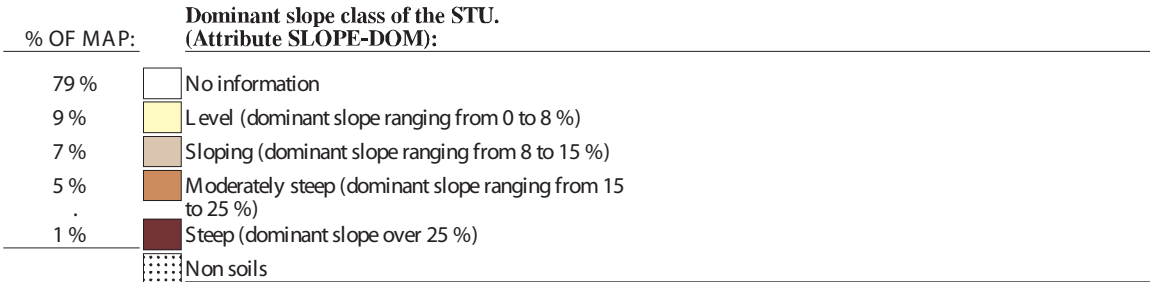 Dominant slope class of the STU.
% OF MAP: (Attribute SLOPE-DOM):
79 % No information
9 % Level (dominant slope ranging from 0 to 8 %)
7 % Sloping (dominant slope ranging from 8 to 15 %)
5 % Moderately steep (dominant slope ranging from 15
. to 25 %)
1 % Steep (dominant slope over 25 %)
Non soils